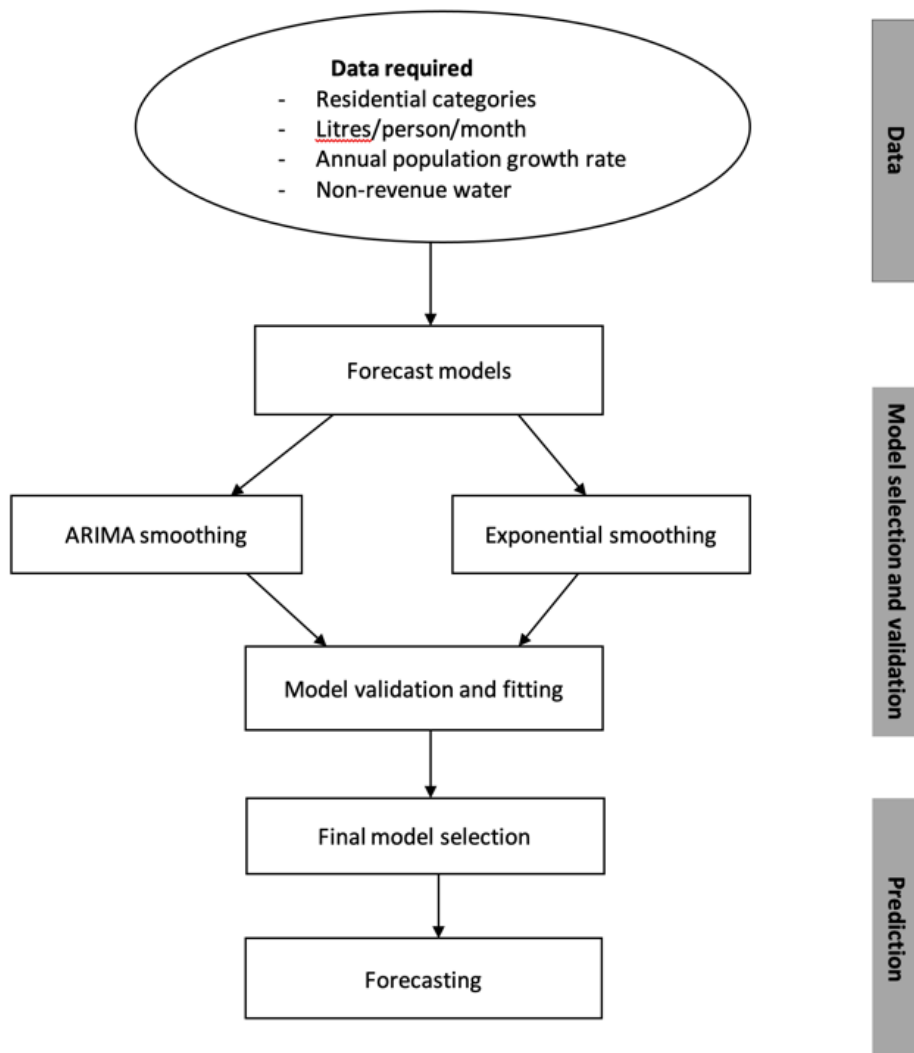 Data required
- Residential categories
- Litres/person/month
- Annual population growth rate
- Non-revenue water
Data
Forecast models
ARIMA smoothing
Exponential smoothing
Model selection and validation
Model validation and fitting
Final model selection
Prediction
Forecasting